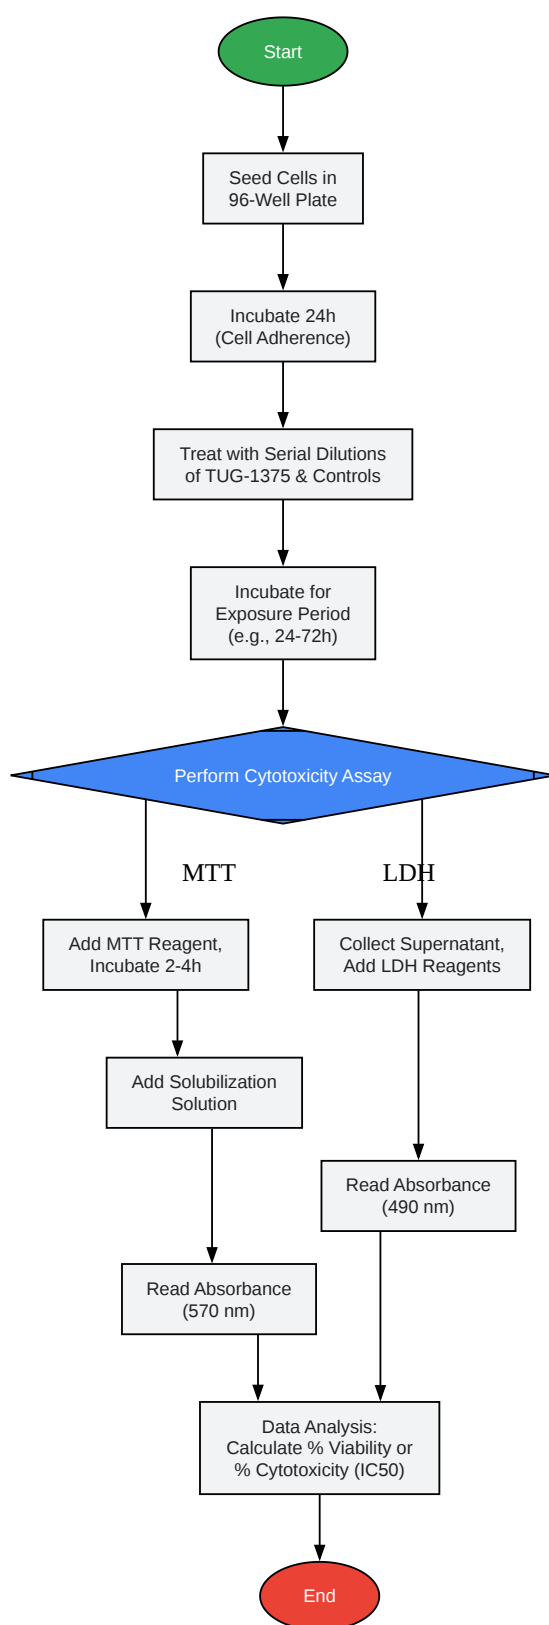 Start
Seed Cells in
96-Well Plate
Incubate 24h
(Cell Adherence)
Treat with Serial Dilutions
of TUG-1375 & Controls
Incubate for
Exposure Period
(e.g., 24-72h)
Perform Cytotoxicity Assay
MTT
LDH
Add MTT Reagent,
Incubate 2-4h
Collect Supernatant,
Add LDH Reagents
Add Solubilization
Solution
Read Absorbance
(490 nm)
Read Absorbance
(570 nm)
Data Analysis:
Calculate % Viability or
% Cytotoxicity (IC50)
End